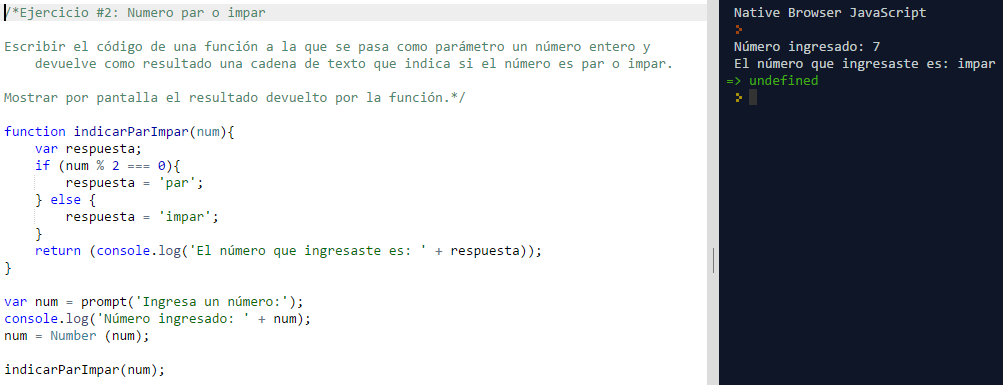 /*Ejercicio #2: Numero par o impar
Escribir el código de una función a la que se pasa como parámetro un número entero y
devuelve como resultado una cadena de texto que indica si el número es par o impar.
Mostrar por pantalla el resultado devuelto por la función.*/
function indicarParImpar(num){
var respuesta;
if (num % 2 === 0){
respuesta = 'par';
} else {
respuesta = 'impar';
}
return (console.log('El número que ingresaste es: ' + respuesta));
}
var num = prompt('Ingresa un número:');
console.log('Número ingresado: ' + num);
num = Number (num);
indicarParImpar(num);
Native Browser JavaScript
>
Número ingresado: 7
El número que ingresaste es: impar
=> undefined
>